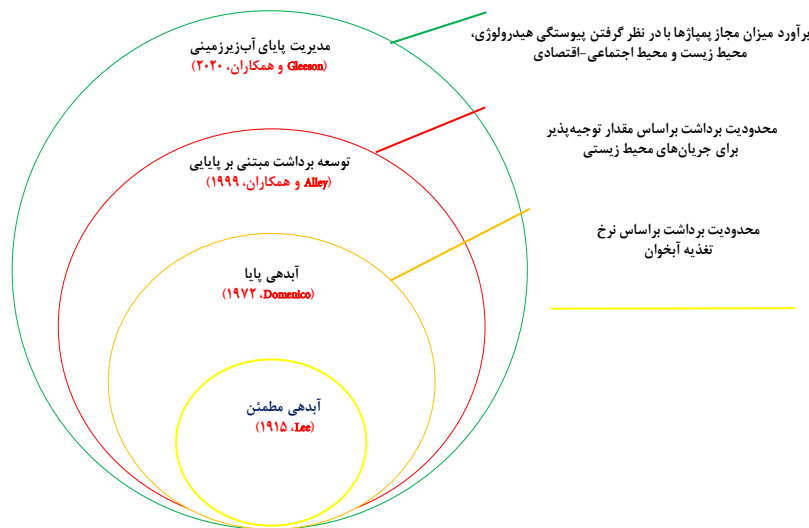 مدیریت پایای آب‌زیرزمینی
(Gleeson و همکاران، ۲۰۲۰)
برآورد میزان مجاز پمپاژها با در نظر گرفتن پیوستگی هیدرولوژی،
محیط زیست و محیط اجتماعی-اقتصادی
توسعه برداشت مبتنی بر پایایی
(Alley و همکاران، ۱۹۹۹)
محدودیت برداشت براساس مقدار توجیه‌پذیر
برای جریان‌های محیط زیستی
آبدهی پایا
(Domenico، ۱۹۷۲)
محدودیت برداشت براساس نرخ
تغذیه آبخوان
آبدهی مطمئن
(Lee، ۱۹۱۵)